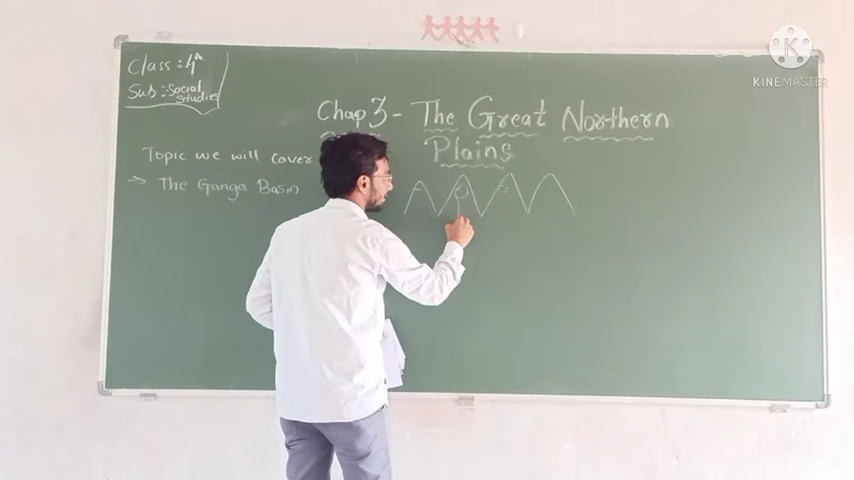 Class: 4th
Sub: Social Studies
Chap 3 - The Great Northern
Plains
Topic we will cover
→ The Ganga Basin
K
KINEMASTER